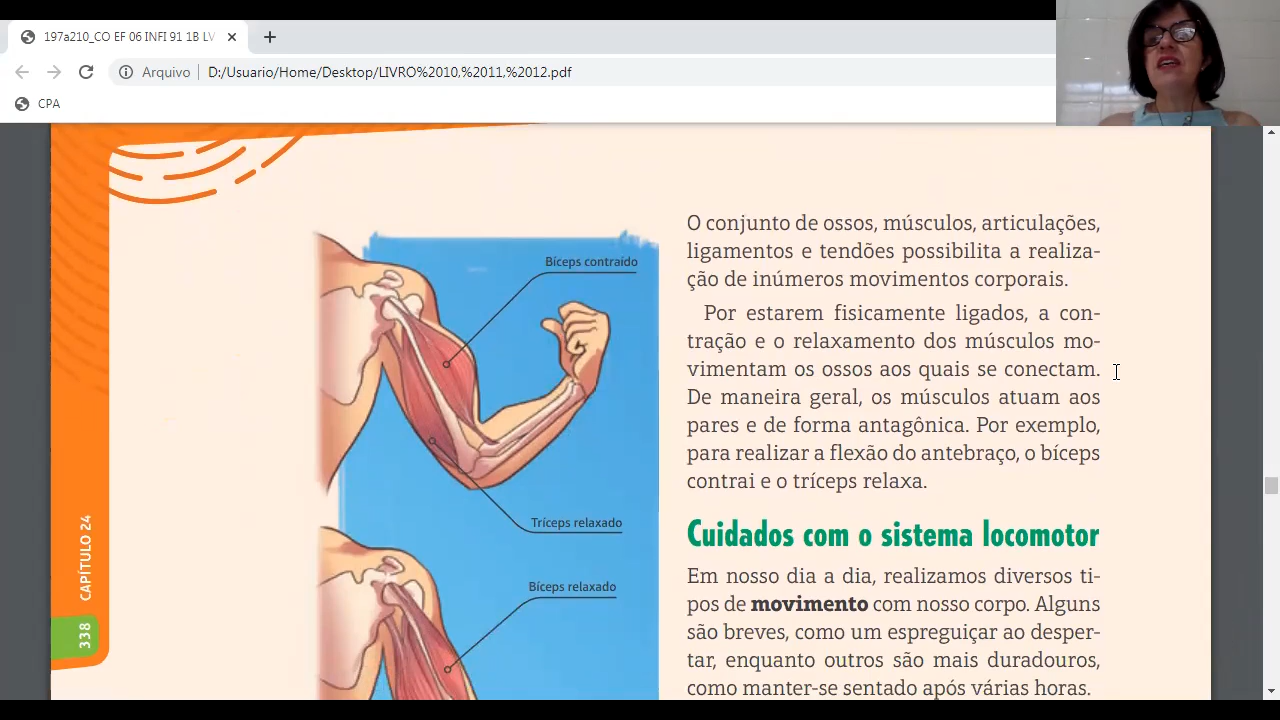 197a210_CO EF 06 INFI 91 1B LV
Arquivo
D:/Usuario/Home/Desktop/LIVRO%2010,%2011,%2012.pdf
CPA
Bíceps contraído
Tríceps relaxado
Bíceps relaxado
O conjunto de ossos, músculos, articulações,
ligamentos e tendões possibilita a realiza-
ção de inúmeros movimentos corporais.
Por estarem fisicamente ligados, a con-
tração e o relaxamento dos músculos mo-
vimentam os ossos aos quais se conectam.
De maneira geral, os músculos atuam aos
pares e de forma antagônica. Por exemplo,
para realizar a flexão do antebraço, o bíceps
contrai e o tríceps relaxa.
Cuidados com o sistema locomotor
Em nosso dia a dia, realizamos diversos ti-
pos de movimento com nosso corpo. Alguns
são breves, como um espreguiçar ao desper-
tar, enquanto outros são mais duradouros,
como manter-se sentado após várias horas.
CAPÍTULO 24
338